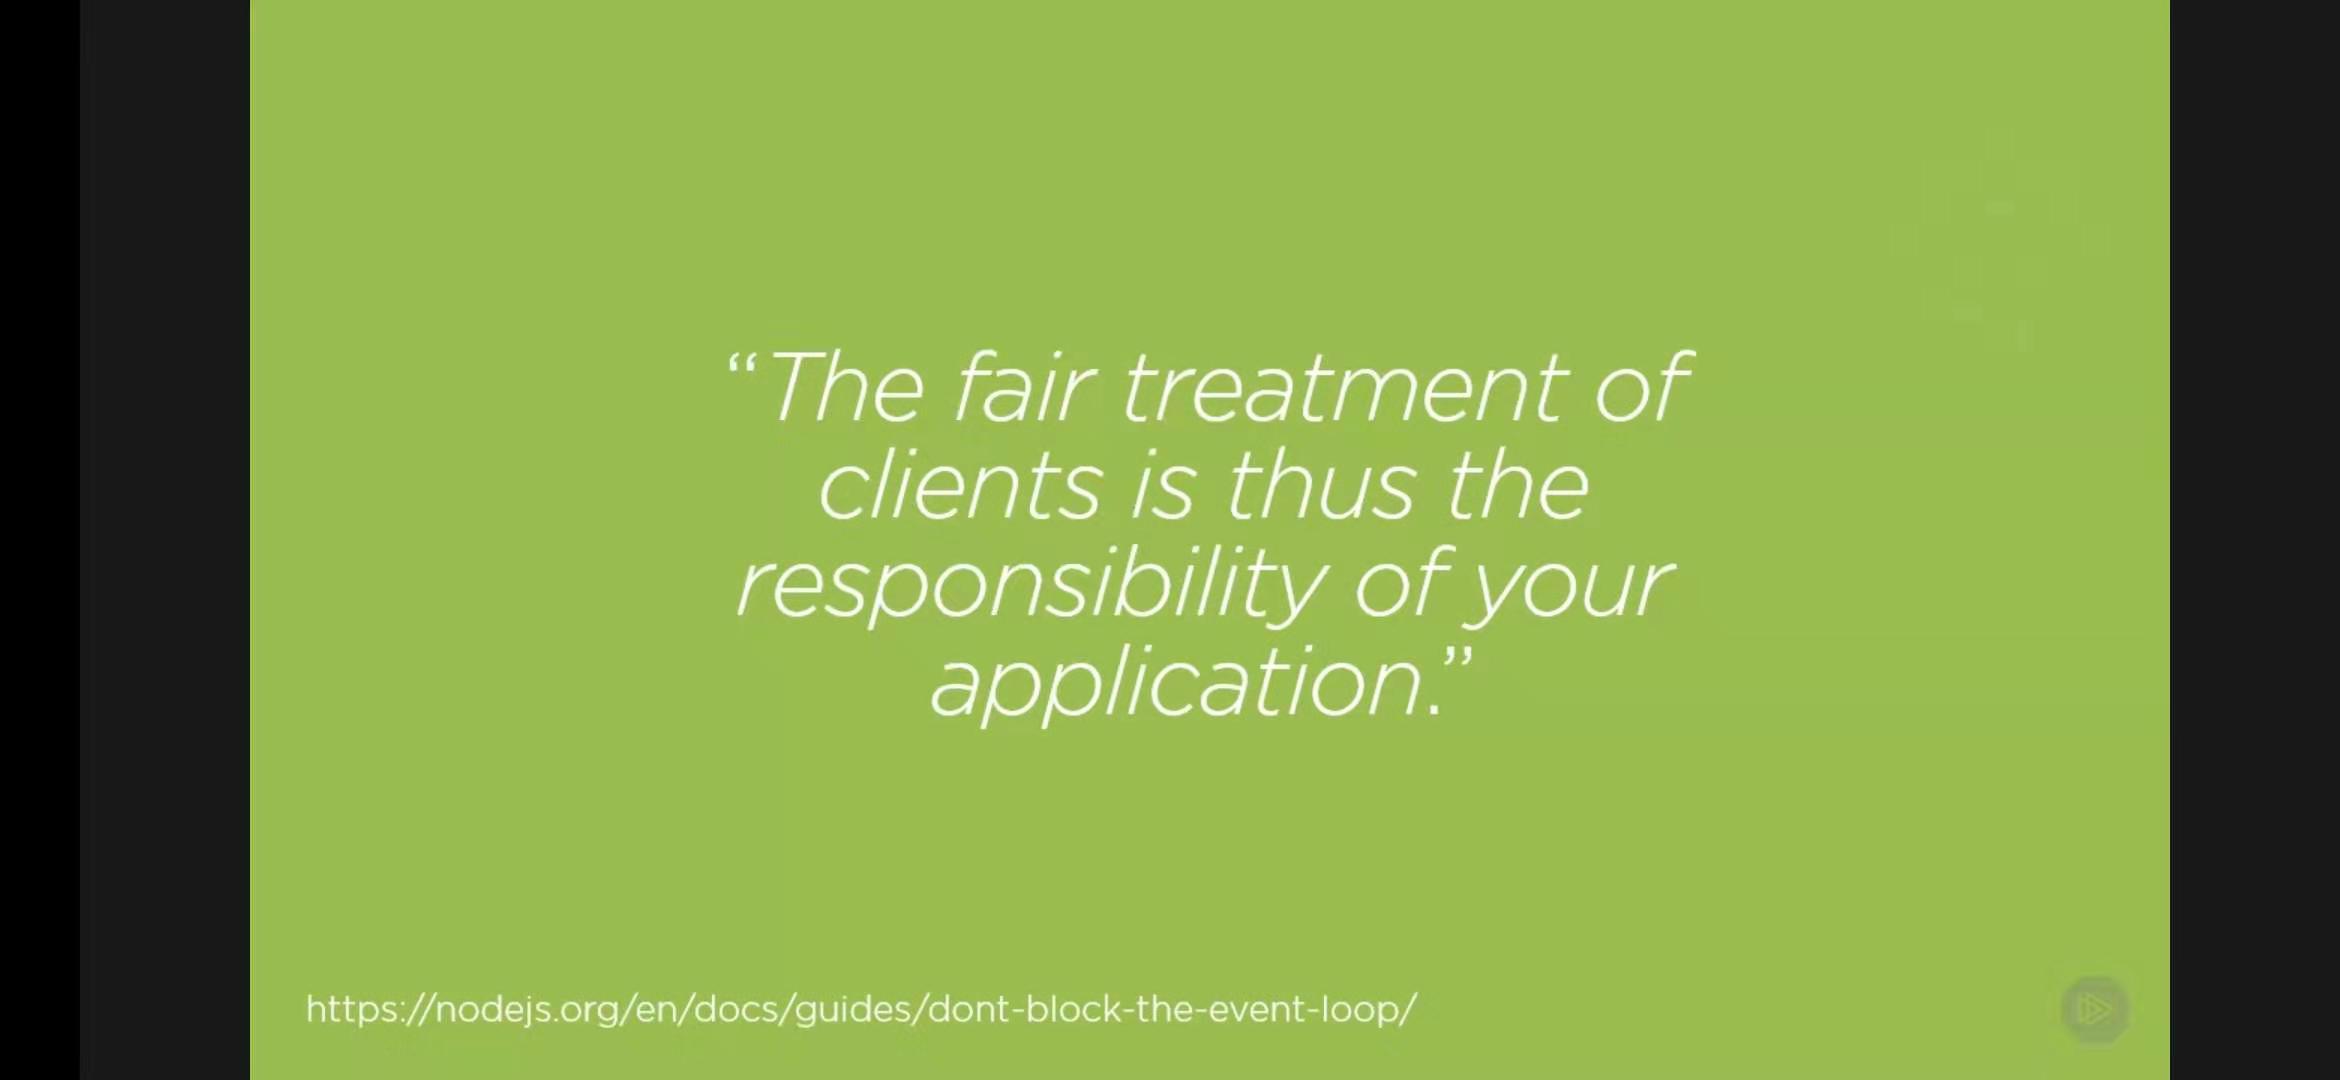 “The fair treatment of
clients is thus the
responsibility of your
application.”
https://nodejs.org/en/docs/guides/dont-block-the-event-loop/